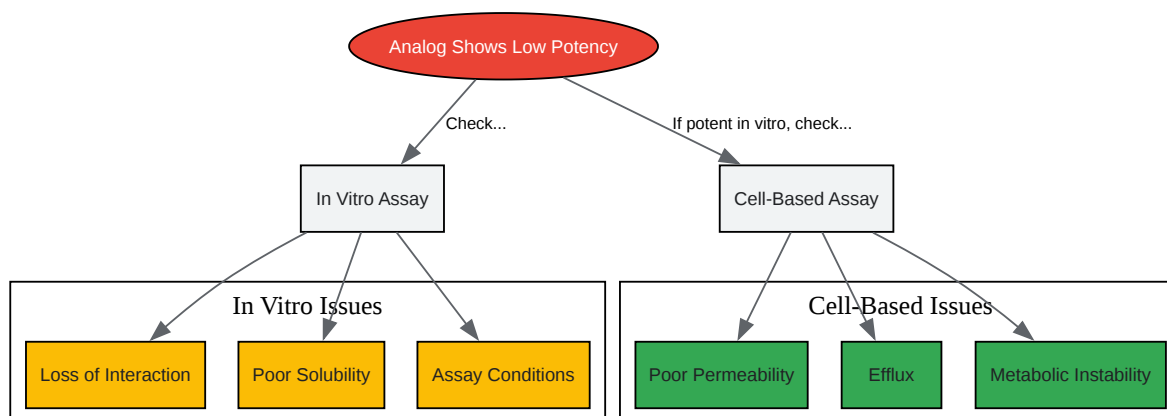 Analog Shows Low Potency
Check...
If potent in vitro, check...
In Vitro Assay
Cell-Based Assay
In Vitro Issues
Cell-Based Issues
Loss of Interaction
Poor Solubility
Assay Conditions
Poor Permeability
Efflux
Metabolic Instability